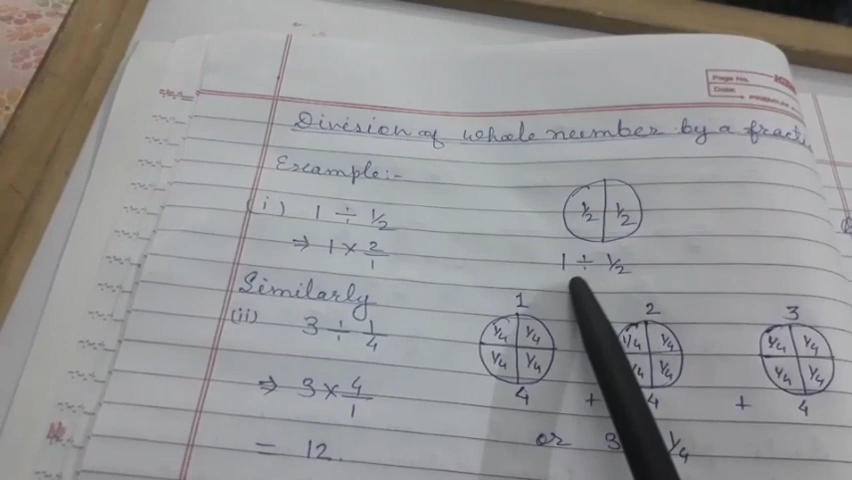 Page No.
Date
Division of whole number by a fracti
Example:-
(i) 1 ÷ 1/2
1/2 1/2
⇒ 1 × 2/1
1 ÷ 1/2
Similarly
1 2 3
(ii) 3 ÷ 1/4
1/4 1/4 1/4 1/4 1/4 1/4
1/4 1/4 1/4 1/4 1/4 1/4
⇒ 3 × 4/1
4 + 4 + 4
= 12.
or 3 1/4